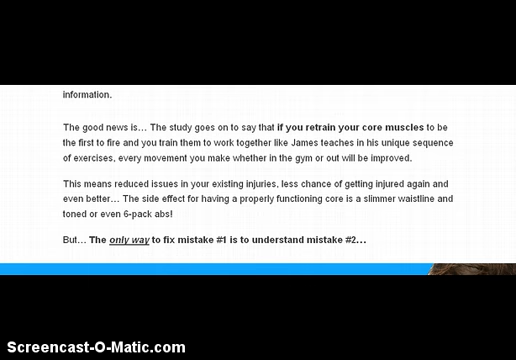 information.
The good news is… The study goes on to say that if you retrain your core muscles to be
the first to fire and you train them to work together like James teaches in his unique sequence
of exercises, every movement you make whether in the gym or out will be improved.
This means reduced issues in your existing injuries, less chance of getting injured again and
even better… The side effect for having a properly functioning core is a slimmer waistline and
toned or even 6-pack abs!
But… The only way to fix mistake #1 is to understand mistake #2…
Screencast-O-Matic.com